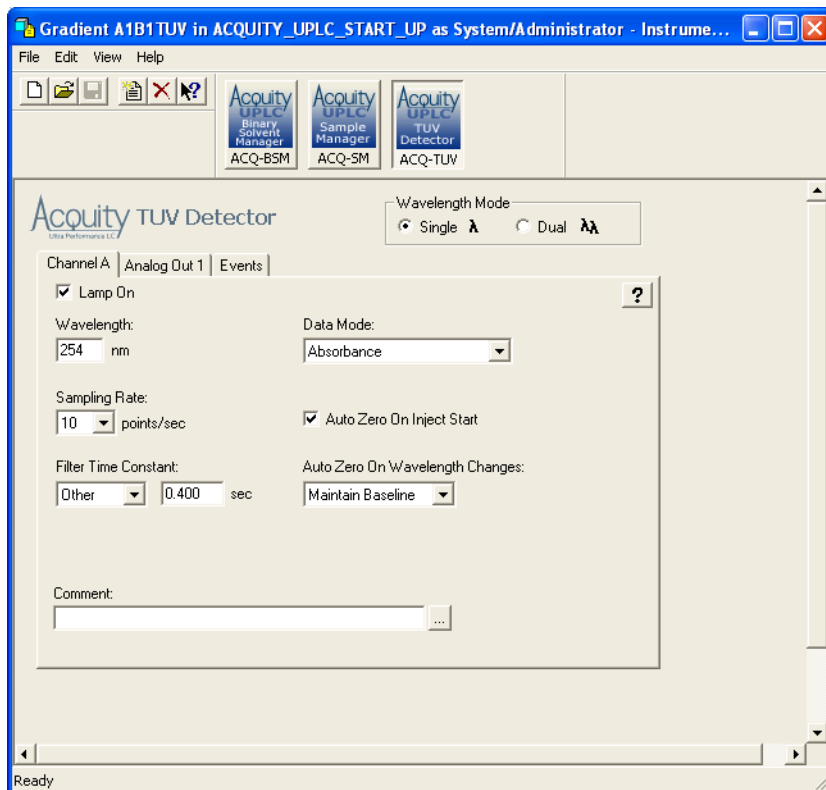 Gradient A1B1TUV in ACQUITY_UPLC_START_UP as System/Administrator - Instrume...
File Edit View Help
Acquity UPLC Binary Solvent Manager
ACQ-BSM
Acquity UPLC Sample Manager
ACQ-SM
Acquity UPLC TUV Detector
ACQ-TUV
Acquity TUV Detector
Ultra Performance LC
Wavelength Mode
Single λ Dual λλ
Channel A Analog Out 1 Events
Lamp On
?
Wavelength: Data Mode:
254 nm Absorbance
Sampling Rate:
10 points/sec Auto Zero On Inject Start
Filter Time Constant: Auto Zero On Wavelength Changes:
Other 0.400 sec Maintain Baseline
Comment:
...
Ready